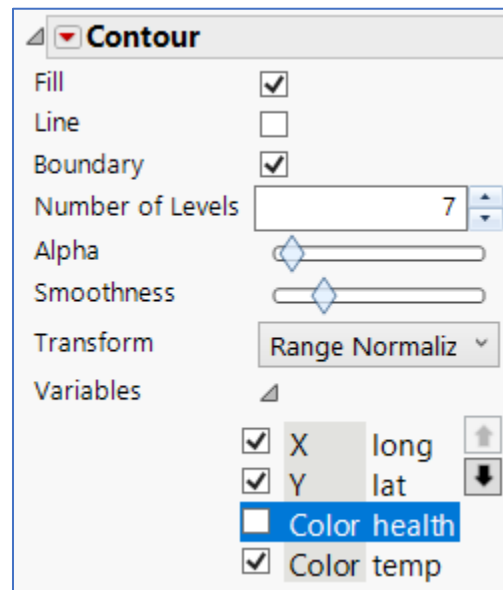 Contour
Fill
Line
Boundary
Number of Levels 7
Alpha
Smoothness
Transform Range Normaliz
Variables
X long
Y lat
Color health
Color temp